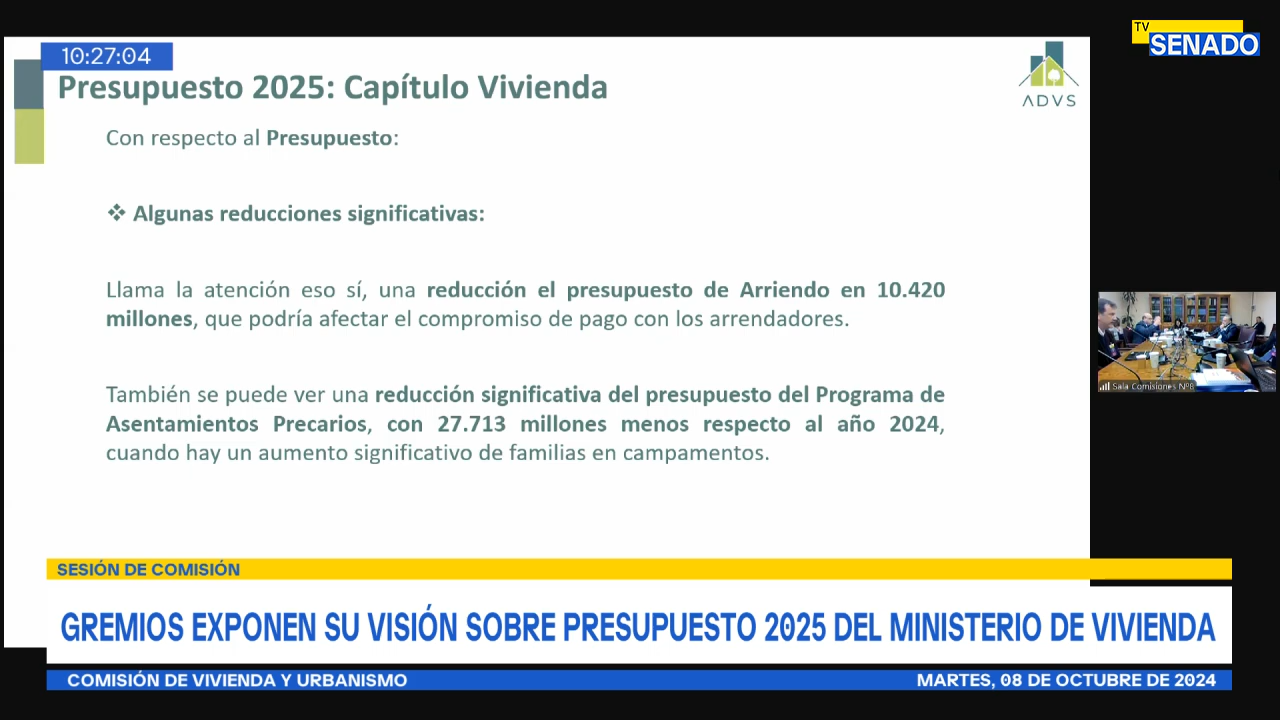 10:27:04
TV
SENADO
Presupuesto 2025: Capítulo Vivienda
ADVS
Con respecto al Presupuesto:
❖ Algunas reducciones significativas:
Llama la atención eso sí, una reducción el presupuesto de Arriendo en 10.420
millones, que podría afectar el compromiso de pago con los arrendadores.
También se puede ver una reducción significativa del presupuesto del Programa de
Asentamientos Precarios, con 27.713 millones menos respecto al año 2024,
cuando hay un aumento significativo de familias en campamentos.
Sala Comisiones Nº8
SESIÓN DE COMISIÓN
GREMIOS EXPONEN SU VISIÓN SOBRE PRESUPUESTO 2025 DEL MINISTERIO DE VIVIENDA
COMISIÓN DE VIVIENDA Y URBANISMO
MARTES, 08 DE OCTUBRE DE 2024